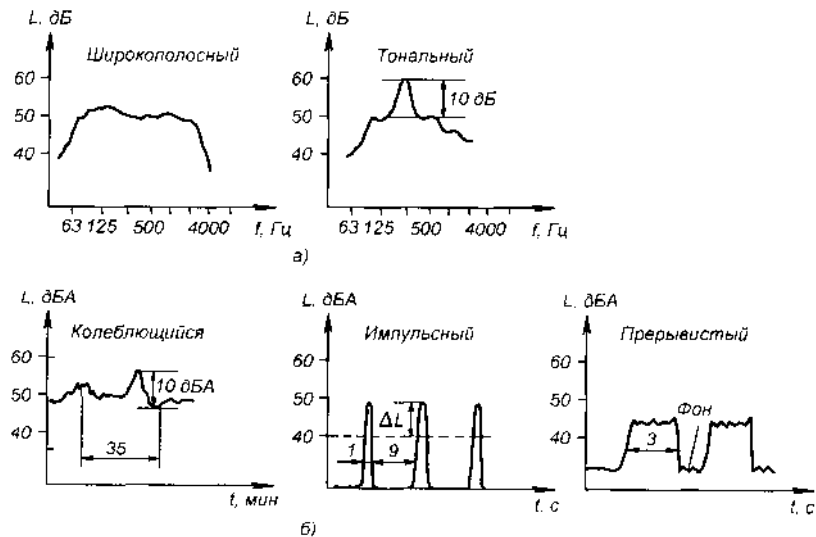 L, дБ
Широкополосный
60
50
40
63 125 500 4000 f, Гц
L, дБ
Тональный
60
10 дБ
50
40
63 125 500 4000 f, Гц
а)
L, дБА
Колеблющийся
60
10 дБА
50
40
35
t, мин
L, дБА
Импульсный
60
50
ΔL
40
1 9
t, с
L, дБА
Прерывистый
60
50
Фон
40
3
t, с
б)